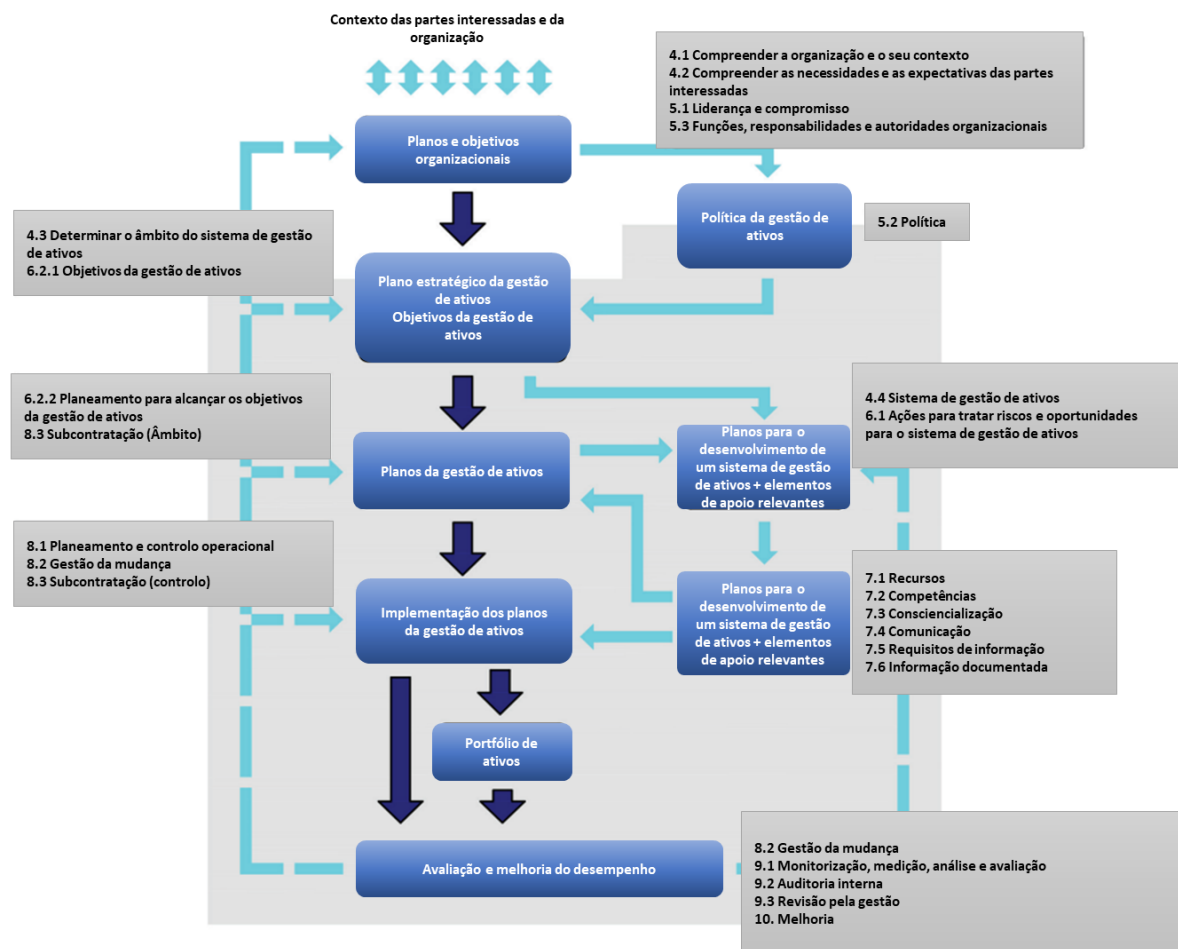 Contexto das partes interessadas e da
organização
4.1 Compreender a organização e o seu contexto
4.2 Compreender as necessidades e as expectativas das partes
interessadas
5.1 Liderança e compromisso
5.3 Funções, responsabilidades e autoridades organizacionais
Planos e objetivos
organizacionais
Política da gestão de
ativos
5.2 Política
4.3 Determinar o âmbito do sistema de gestão
de ativos
6.2.1 Objetivos da gestão de ativos
Plano estratégico da gestão
de ativos
Objetivos da gestão de
ativos
6.2.2 Planeamento para alcançar os objetivos
da gestão de ativos
8.3 Subcontratação (Âmbito)
4.4 Sistema de gestão de ativos
6.1 Ações para tratar riscos e oportunidades
para o sistema de gestão de ativos
Planos da gestão de ativos
Planos para o
desenvolvimento de
um sistema de gestão
de ativos + elementos
de apoio relevantes
8.1 Planeamento e controlo operacional
8.2 Gestão da mudança
8.3 Subcontratação (controlo)
Implementação dos planos
da gestão de ativos
Planos para o
desenvolvimento de
um sistema de gestão
de ativos + elementos
de apoio relevantes
7.1 Recursos
7.2 Competências
7.3 Consciencialização
7.4 Comunicação
7.5 Requisitos de informação
7.6 Informação documentada
Portfólio de
ativos
Avaliação e melhoria do desempenho
8.2 Gestão da mudança
9.1 Monitorização, medição, análise e avaliação
9.2 Auditoria interna
9.3 Revisão pela gestão
10. Melhoria